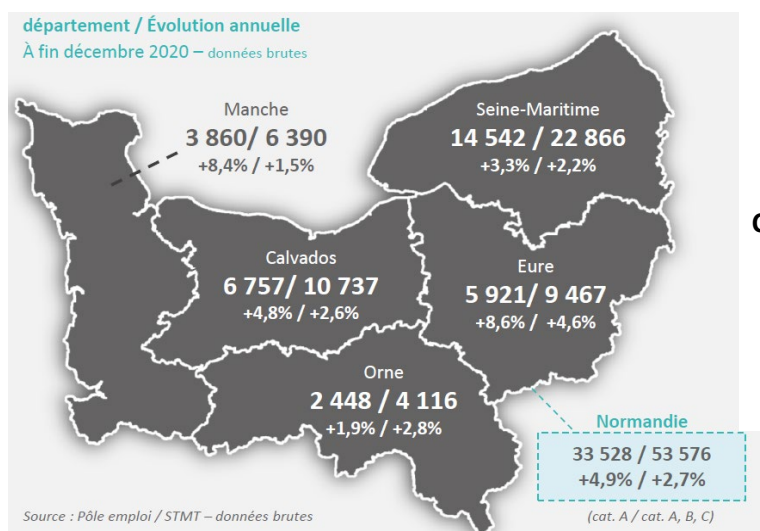 département / Évolution annuelle
À fin décembre 2020 – données brutes
Manche
3 860/ 6 390
+8,4% / +1,5%
Seine-Maritime
14 542 / 22 866
+3,3% / +2,2%
Calvados
6 757/ 10 737
+4,8% / +2,6%
Eure
5 921/ 9 467
+8,6% / +4,6%
Orne
2 448 / 4 116
+1,9% / +2,8%
Normandie
33 528 / 53 576
+4,9% / +2,7%
Source : Pôle emploi / STMT – données brutes
(cat. A / cat. A, B, C)